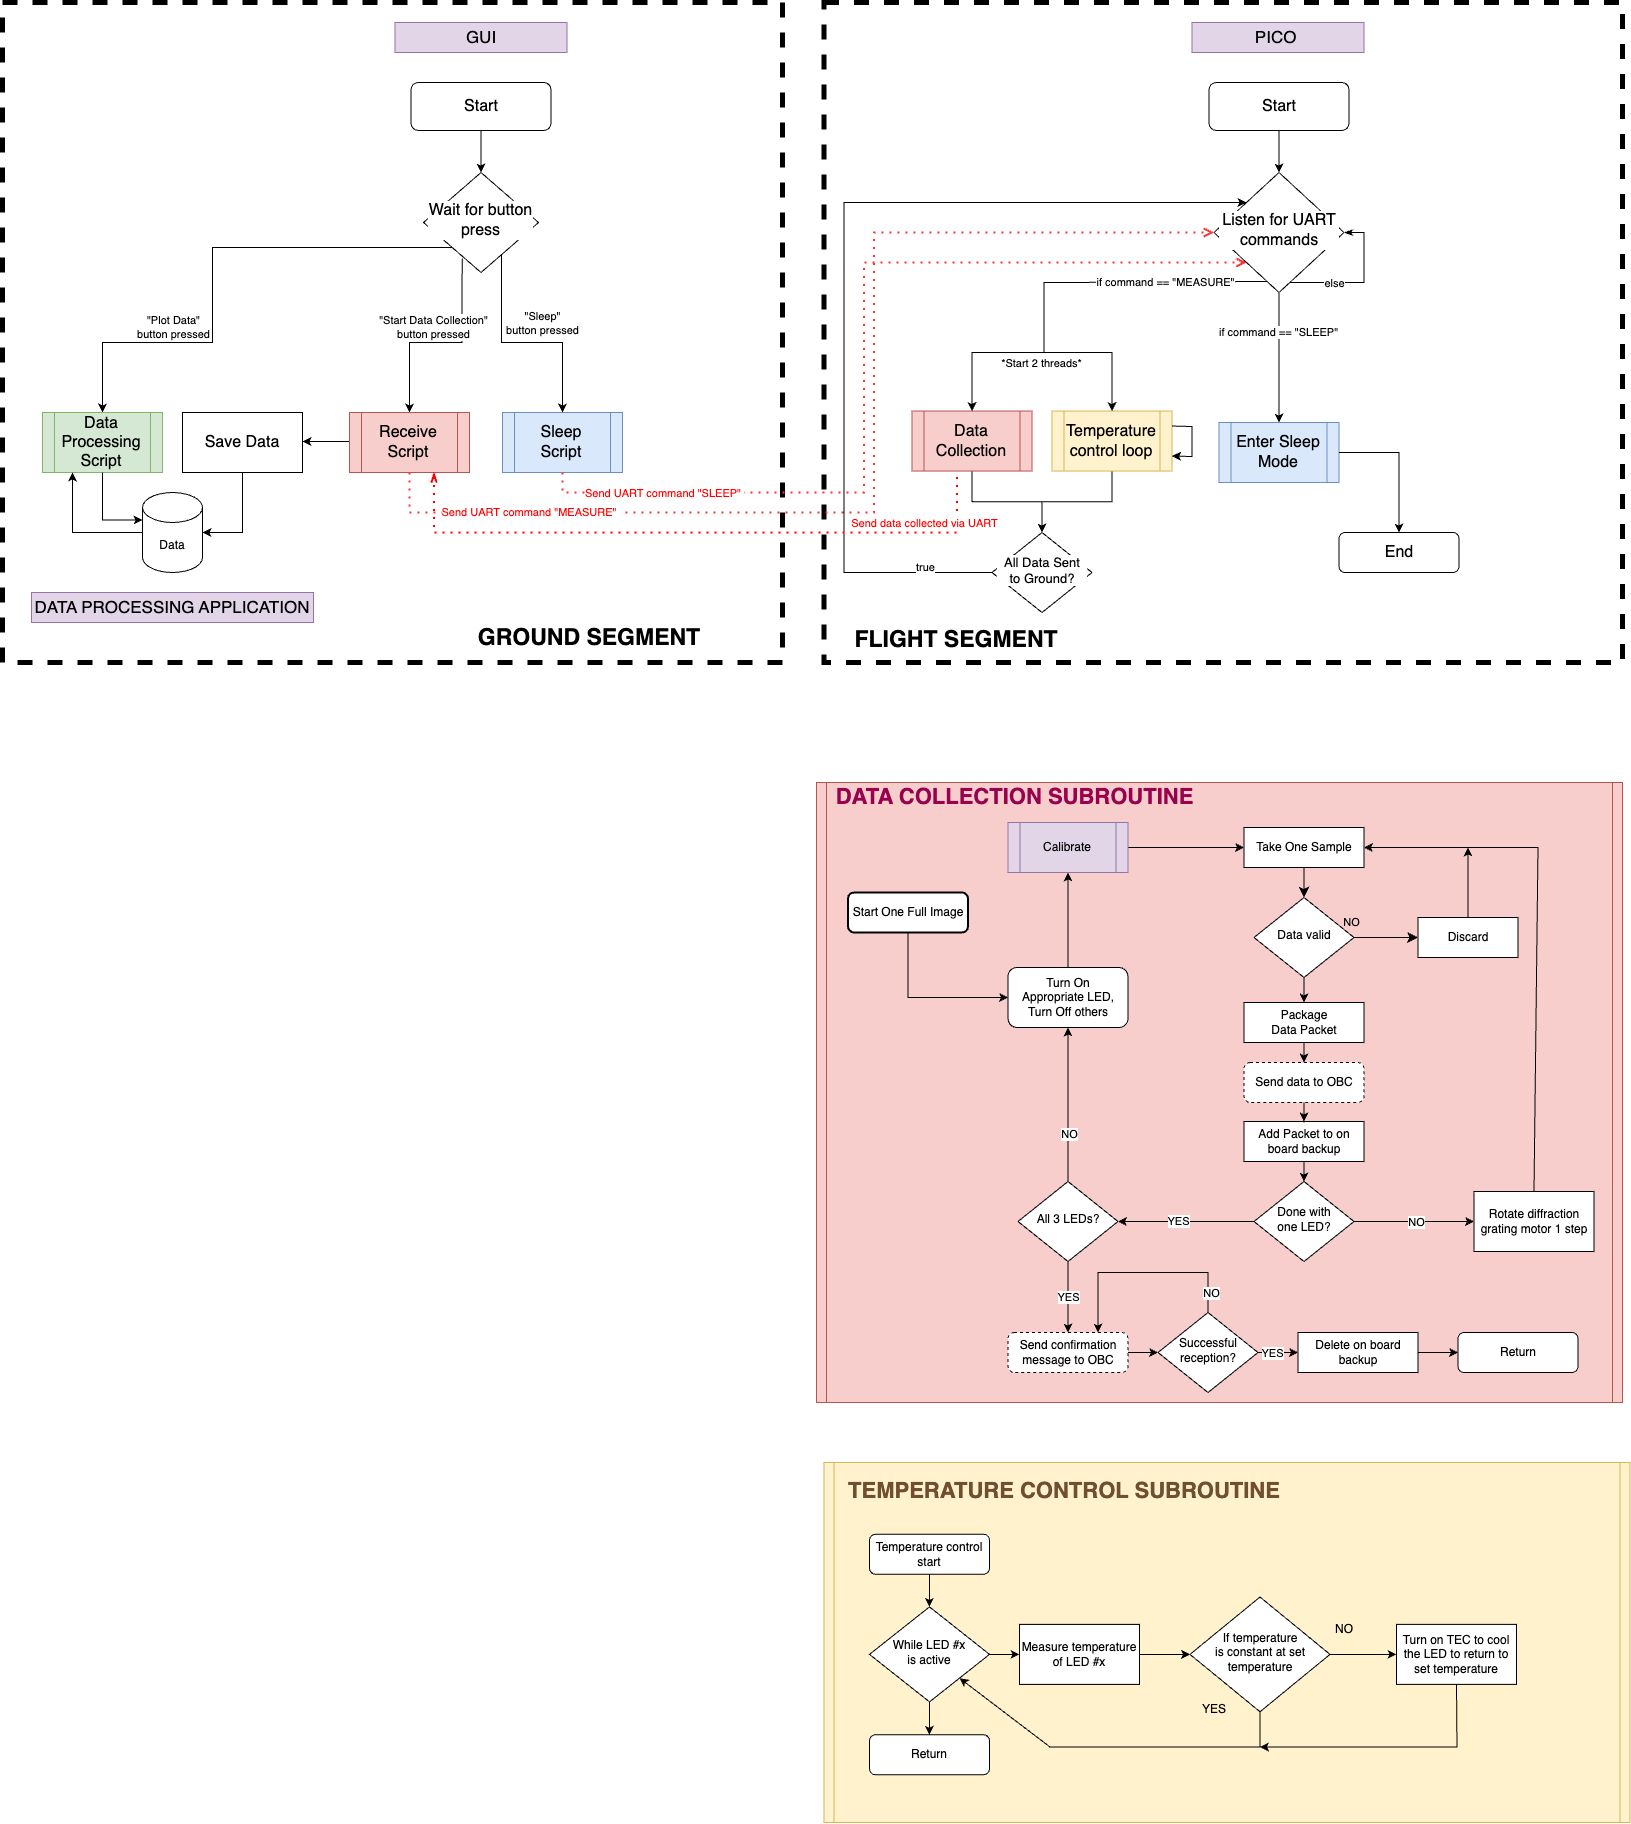 GUI
Start
Wait for button
press
"Plot Data"
button pressed
"Start Data Collection"
button pressed
"Sleep"
button pressed
Data
Processing
Script
Save Data
Receive
Script
Sleep
Script
Data
Send UART command "SLEEP"
Send UART command "MEASURE"
DATA PROCESSING APPLICATION
GROUND SEGMENT
PICO
Start
Listen for UART
commands
if command == "MEASURE"
else
if command == "SLEEP"
*Start 2 threads*
Data
Collection
Temperature
control loop
Enter Sleep
Mode
Send data collected via UART
All Data Sent
to Ground?
true
End
FLIGHT SEGMENT
DATA COLLECTION SUBROUTINE
Calibrate
Take One Sample
Start One Full Image
Data valid
NO
Discard
Turn On
Appropriate LED,
Turn Off others
Package
Data Packet
Send data to OBC
Add Packet to on
board backup
NO
All 3 LEDs?
YES
Done with
one LED?
NO
Rotate diffraction
grating motor 1 step
YES
NO
Send confirmation
message to OBC
Successful
reception?
YES
Delete on board
backup
Return
TEMPERATURE CONTROL SUBROUTINE
Temperature control
start
While LED #x
is active
Measure temperature
of LED #x
If temperature
is constant at set
temperature
NO
Turn on TEC to cool
the LED to return to
set temperature
YES
Return